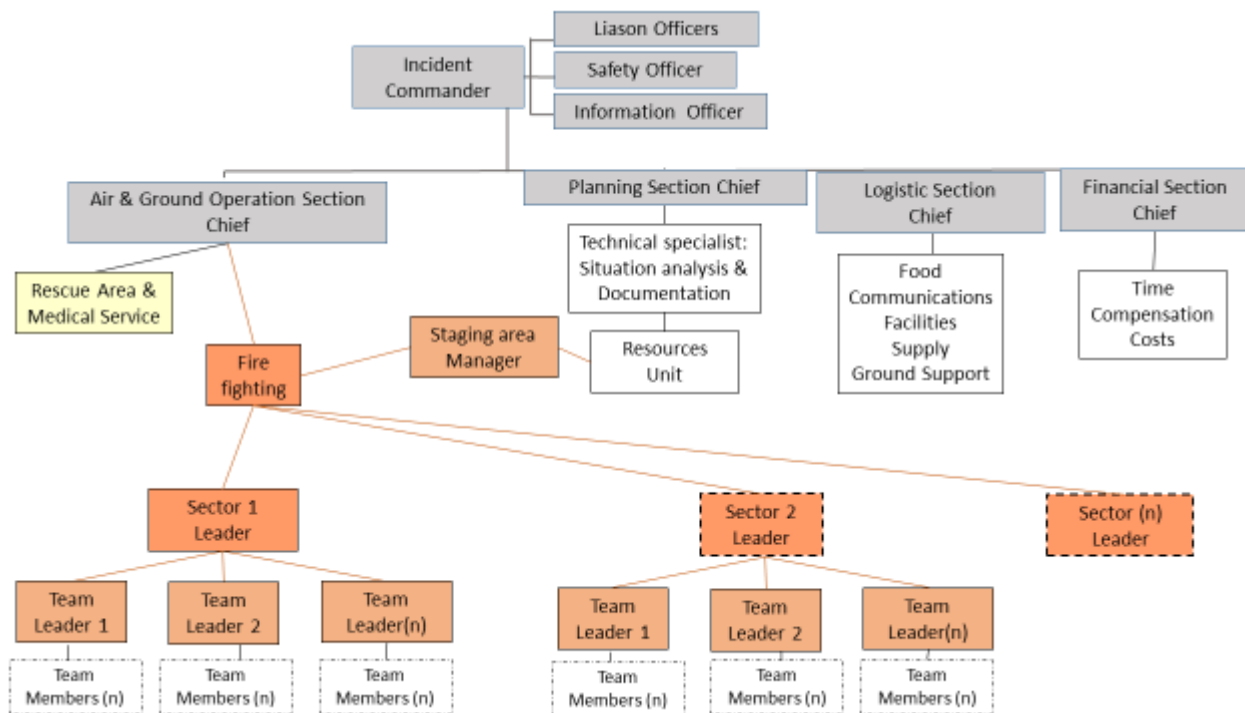 Liason Officers
Incident
Commander
Safety Officer
Information Officer
Air & Ground Operation Section
Chief
Planning Section Chief
Logistic Section
Chief
Financial Section
Chief
Rescue Area &
Medical Service
Technical specialist:
Situation analysis &
Documentation
Food
Communications
Facilities
Supply
Ground Support
Time
Compensation
Costs
Fire
fighting
Staging area
Manager
Resources
Unit
Sector 1
Leader
Sector 2
Leader
Sector (n)
Leader
Team
Leader 1
Team
Leader 2
Team
Leader(n)
Team
Leader 1
Team
Leader 2
Team
Leader(n)
Team
Members (n)
Team
Members (n)
Team
Members (n)
Team
Members (n)
Team
Members (n)
Team
Members (n)